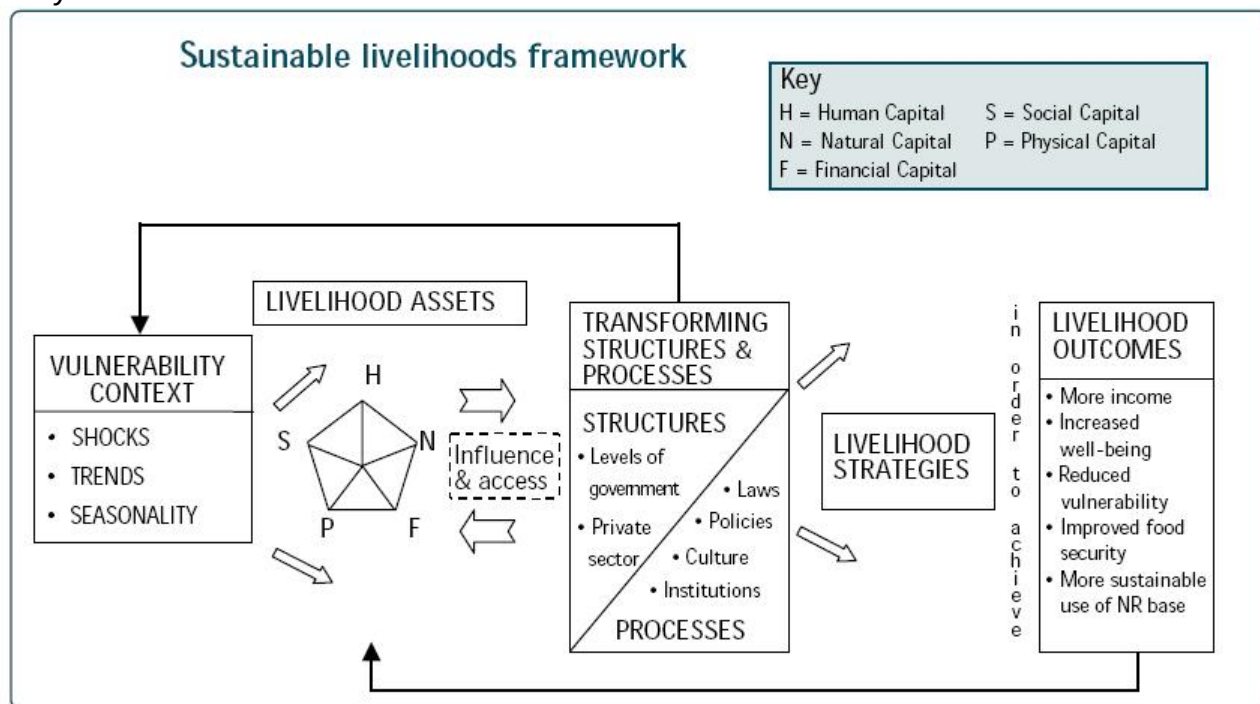 Sustainable livelihoods framework
Key
H = Human Capital
S = Social Capital
N = Natural Capital
P = Physical Capital
F = Financial Capital
LIVELIHOOD ASSETS
VULNERABILITY
CONTEXT
• SHOCKS
• TRENDS
• SEASONALITY
H
S
N
P
F
Influence
& access
TRANSFORMING
STRUCTURES &
PROCESSES
STRUCTURES
• Levels of
government
• Private
sector
• Laws
• Policies
• Culture
• Institutions
PROCESSES
LIVELIHOOD
STRATEGIES
in order to achieve
LIVELIHOOD
OUTCOMES
• More income
• Increased
well-being
• Reduced
vulnerability
• Improved food
security
• More sustainable
use of NR base